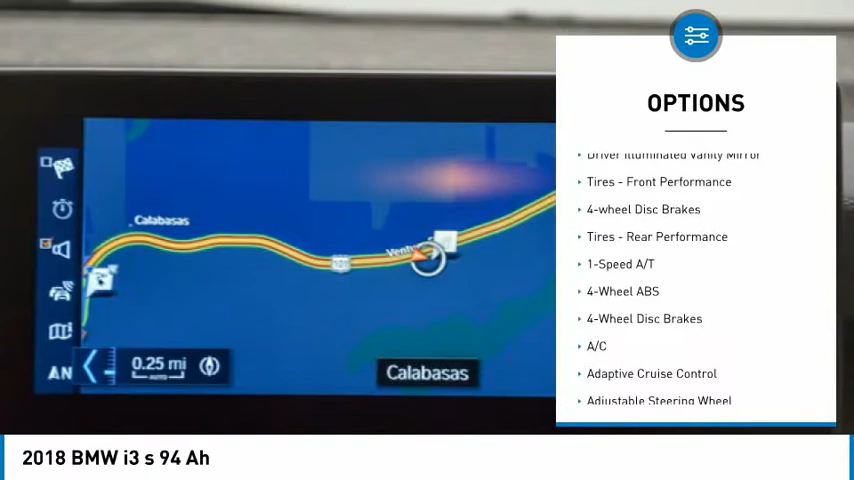 Calabasas
101
0.25 mi
AUTO
AN
Calabasas
OPTIONS
Driver Illuminated Vanity Mirror
Tires - Front Performance
4-wheel Disc Brakes
Tires - Rear Performance
1-Speed A/T
4-Wheel ABS
4-Wheel Disc Brakes
A/C
Adaptive Cruise Control
Adjustable Steering Wheel
2018 BMW i3 s 94 Ah